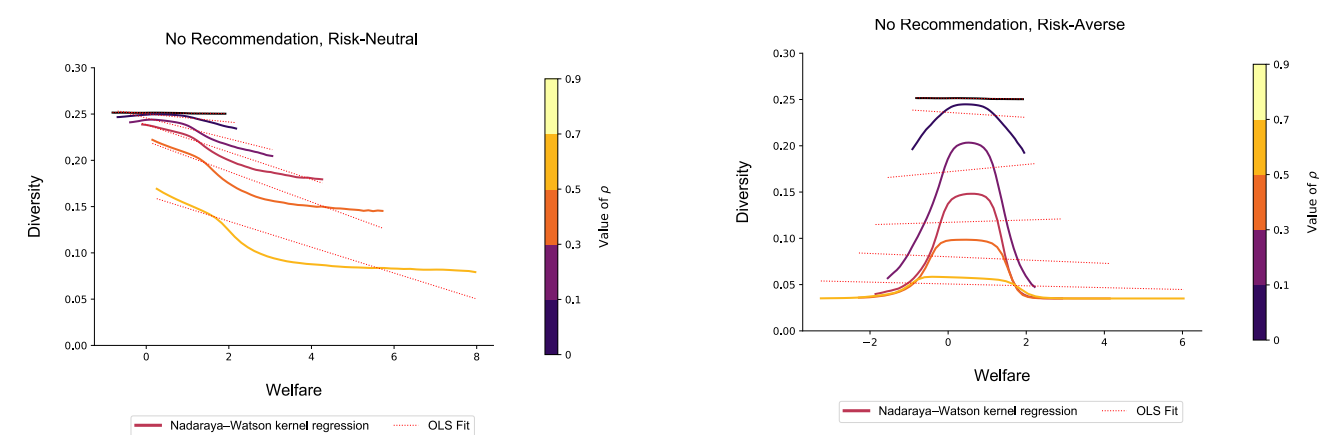 No Recommendation, Risk-Neutral
0.30
0.25
0.20
0.15
0.10
0.05
0.00
Diversity
0 2 4 6 8
Welfare
0.9
0.7
0.5
0.3
0.1
0
Value of ρ
Nadaraya–Watson kernel regression OLS Fit
No Recommendation, Risk-Averse
0.30
0.25
0.20
0.15
0.10
0.05
0.00
Diversity
−2 0 2 4 6
Welfare
0.9
0.7
0.5
0.3
0.1
0
Value of ρ
Nadaraya–Watson kernel regression OLS Fit